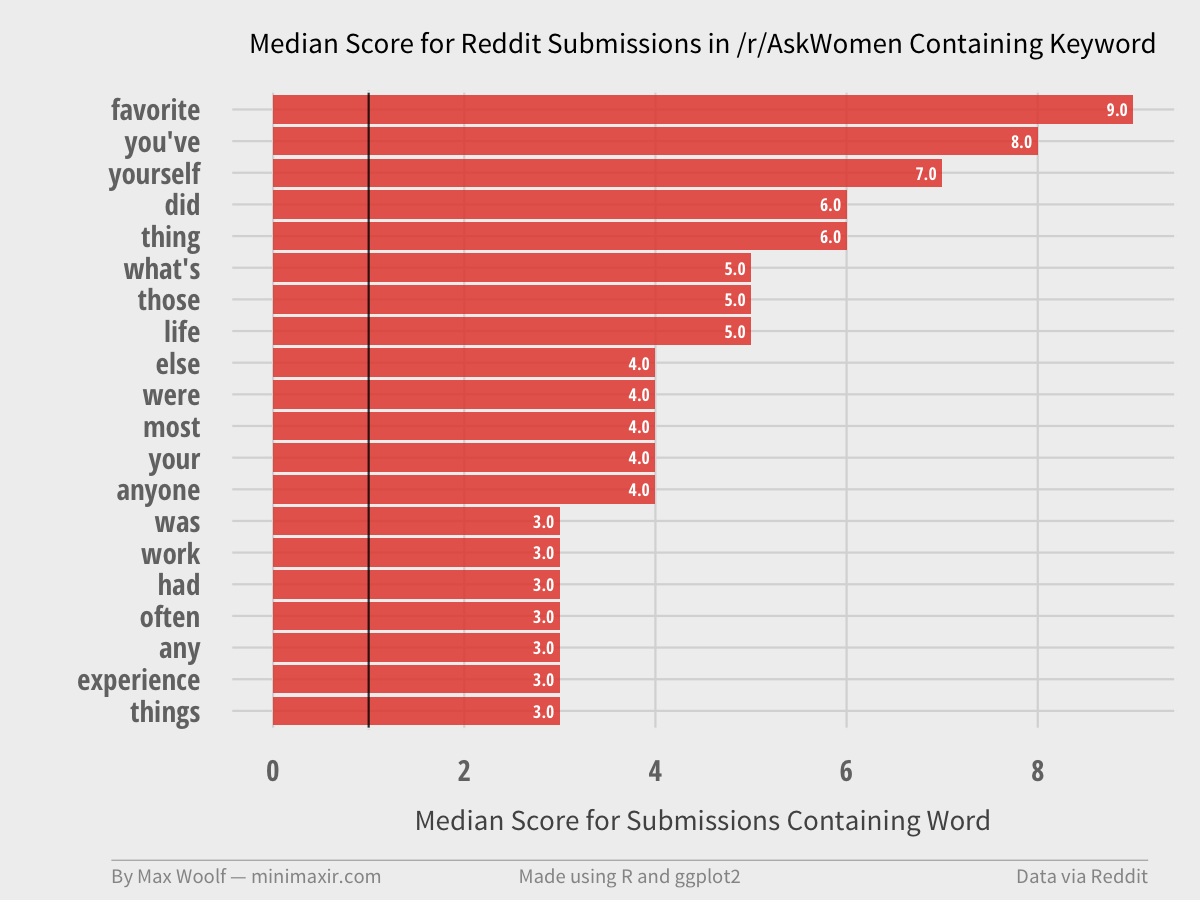 Median Score for Reddit Submissions in /r/AskWomen Containing Keyword
favorite 9.0
you've 8.0
yourself 7.0
did 6.0
thing 6.0
what's 5.0
those 5.0
life 5.0
else 4.0
were 4.0
most 4.0
your 4.0
anyone 4.0
was 3.0
work 3.0
had 3.0
often 3.0
any 3.0
experience 3.0
things 3.0
0 2 4 6 8
Median Score for Submissions Containing Word
By Max Woolf — minimaxir.com Made using R and ggplot2 Data via Reddit